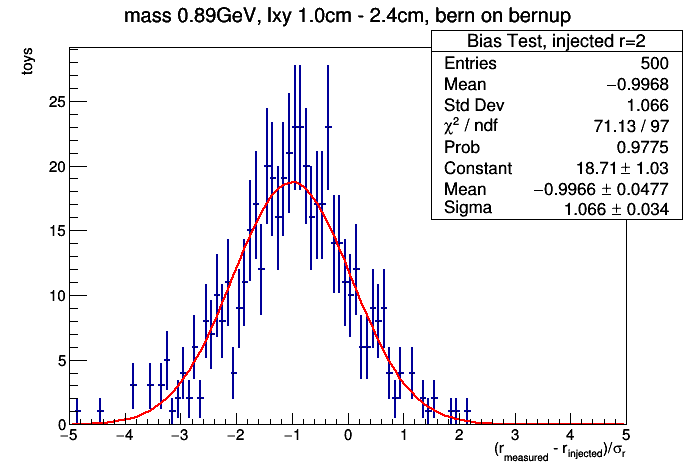 mass 0.89GeV, lxy 1.0cm - 2.4cm, bern on bernup
toys
Bias Test, injected r=2
Entries 500
Mean −0.9968
Std Dev 1.066
χ² / ndf 71.13 / 97
Prob 0.9775
Constant 18.71 ± 1.03
Mean −0.9966 ± 0.0477
Sigma 1.066 ± 0.034
25
20
15
10
5
0
−5 −4 −3 −2 −1 0 1 2 3 4 5
(r_measured - r_injected)/σ_r